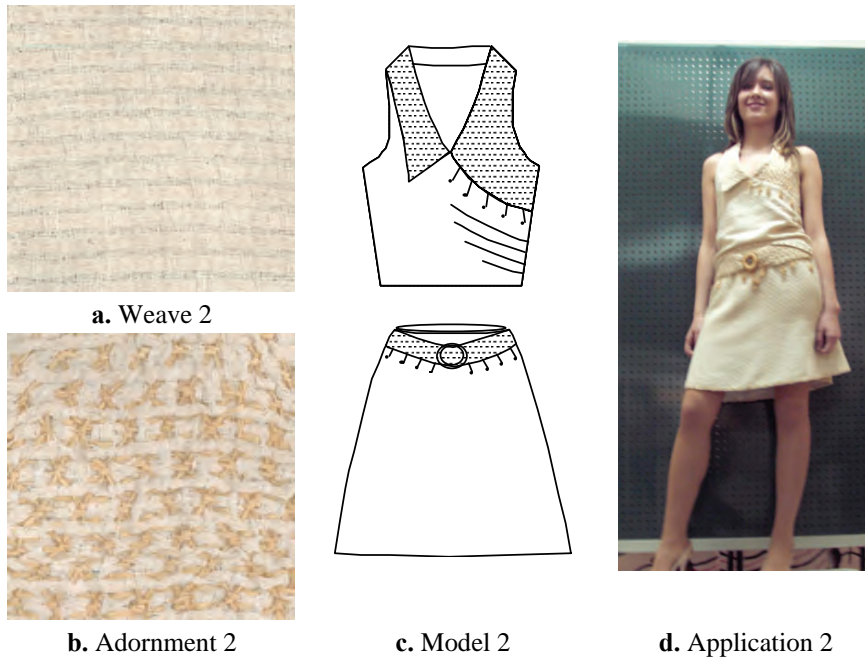 a. Weave 2
b. Adornment 2
c. Model 2
d. Application 2